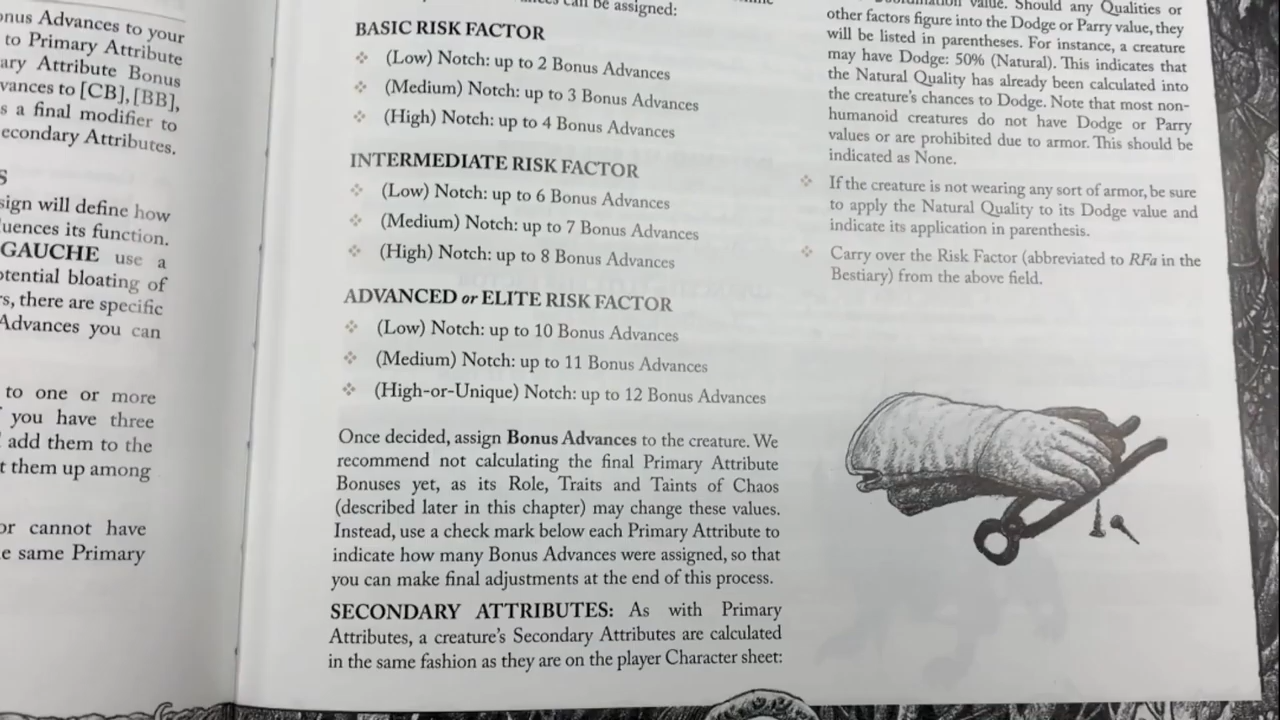 onus Advances to your
to Primary Attribute
ary Attribute Bonus
vances to [CB], [BB],
s a final modifier to
econdary Attributes.
S
sign will define how
uences its function.
GAUCHE use a
otential bloating of
rs, there are specific
Advances you can
to one or more
you have three
add them to the
t them up among
or cannot have
e same Primary
can be assigned:
BASIC RISK FACTOR
(Low) Notch: up to 2 Bonus Advances
(Medium) Notch: up to 3 Bonus Advances
(High) Notch: up to 4 Bonus Advances
INTERMEDIATE RISK FACTOR
(Low) Notch: up to 6 Bonus Advances
(Medium) Notch: up to 7 Bonus Advances
(High) Notch: up to 8 Bonus Advances
ADVANCED or ELITE RISK FACTOR
(Low) Notch: up to 10 Bonus Advances
(Medium) Notch: up to 11 Bonus Advances
(High-or-Unique) Notch: up to 12 Bonus Advances
Once decided, assign Bonus Advances to the creature. We
recommend not calculating the final Primary Attribute
Bonuses yet, as its Role, Traits and Taints of Chaos
(described later in this chapter) may change these values.
Instead, use a check mark below each Primary Attribute to
indicate how many Bonus Advances were assigned, so that
you can make final adjustments at the end of this process.
SECONDARY ATTRIBUTES: As with Primary
Attributes, a creature's Secondary Attributes are calculated
in the same fashion as they are on the player Character sheet:
value. Should any Qualities or
other factors figure into the Dodge or Parry value, they
will be listed in parentheses. For instance, a creature
may have Dodge: 50% (Natural). This indicates that
the Natural Quality has already been calculated into
the creature's chances to Dodge. Note that most non-
humanoid creatures do not have Dodge or Parry
values or are prohibited due to armor. This should be
indicated as None.
If the creature is not wearing any sort of armor, be sure
to apply the Natural Quality to its Dodge value and
indicate its application in parenthesis.
Carry over the Risk Factor (abbreviated to RFa in the
Bestiary) from the above field.